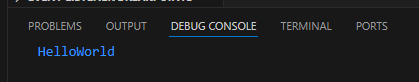 PROBLEMS OUTPUT DEBUG CONSOLE TERMINAL PORTS
HelloWorld